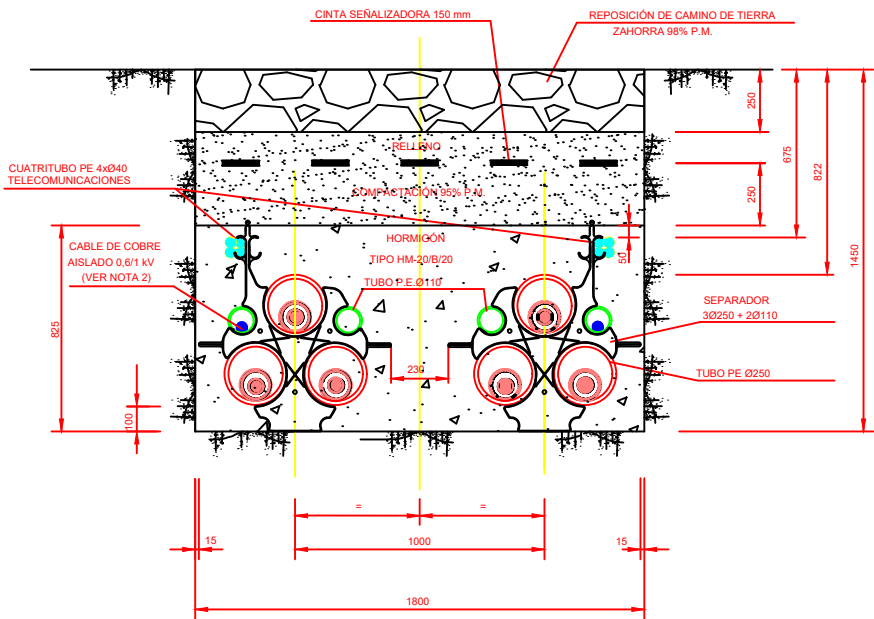 CINTA SEÑALIZADORA 150 mm
REPOSICIÓN DE CAMINO DE TIERRA
ZAHORRA 98% P.M.
250
RELLENO
675
822
CUATRITUBO PE 4xØ40
TELECOMUNICACIONES
COMPACTACIÓN 95% P.M.
250
1450
HORMIGÓN
CABLE DE COBRE
AISLADO 0,6/1 kV
(VER NOTA 2)
TIPO HM-20/B/20
50
TUBO P.E.Ø110
SEPARADOR
3Ø250 + 2Ø110
825
230
TUBO PE Ø250
100
=
=
15
1000
15
1800